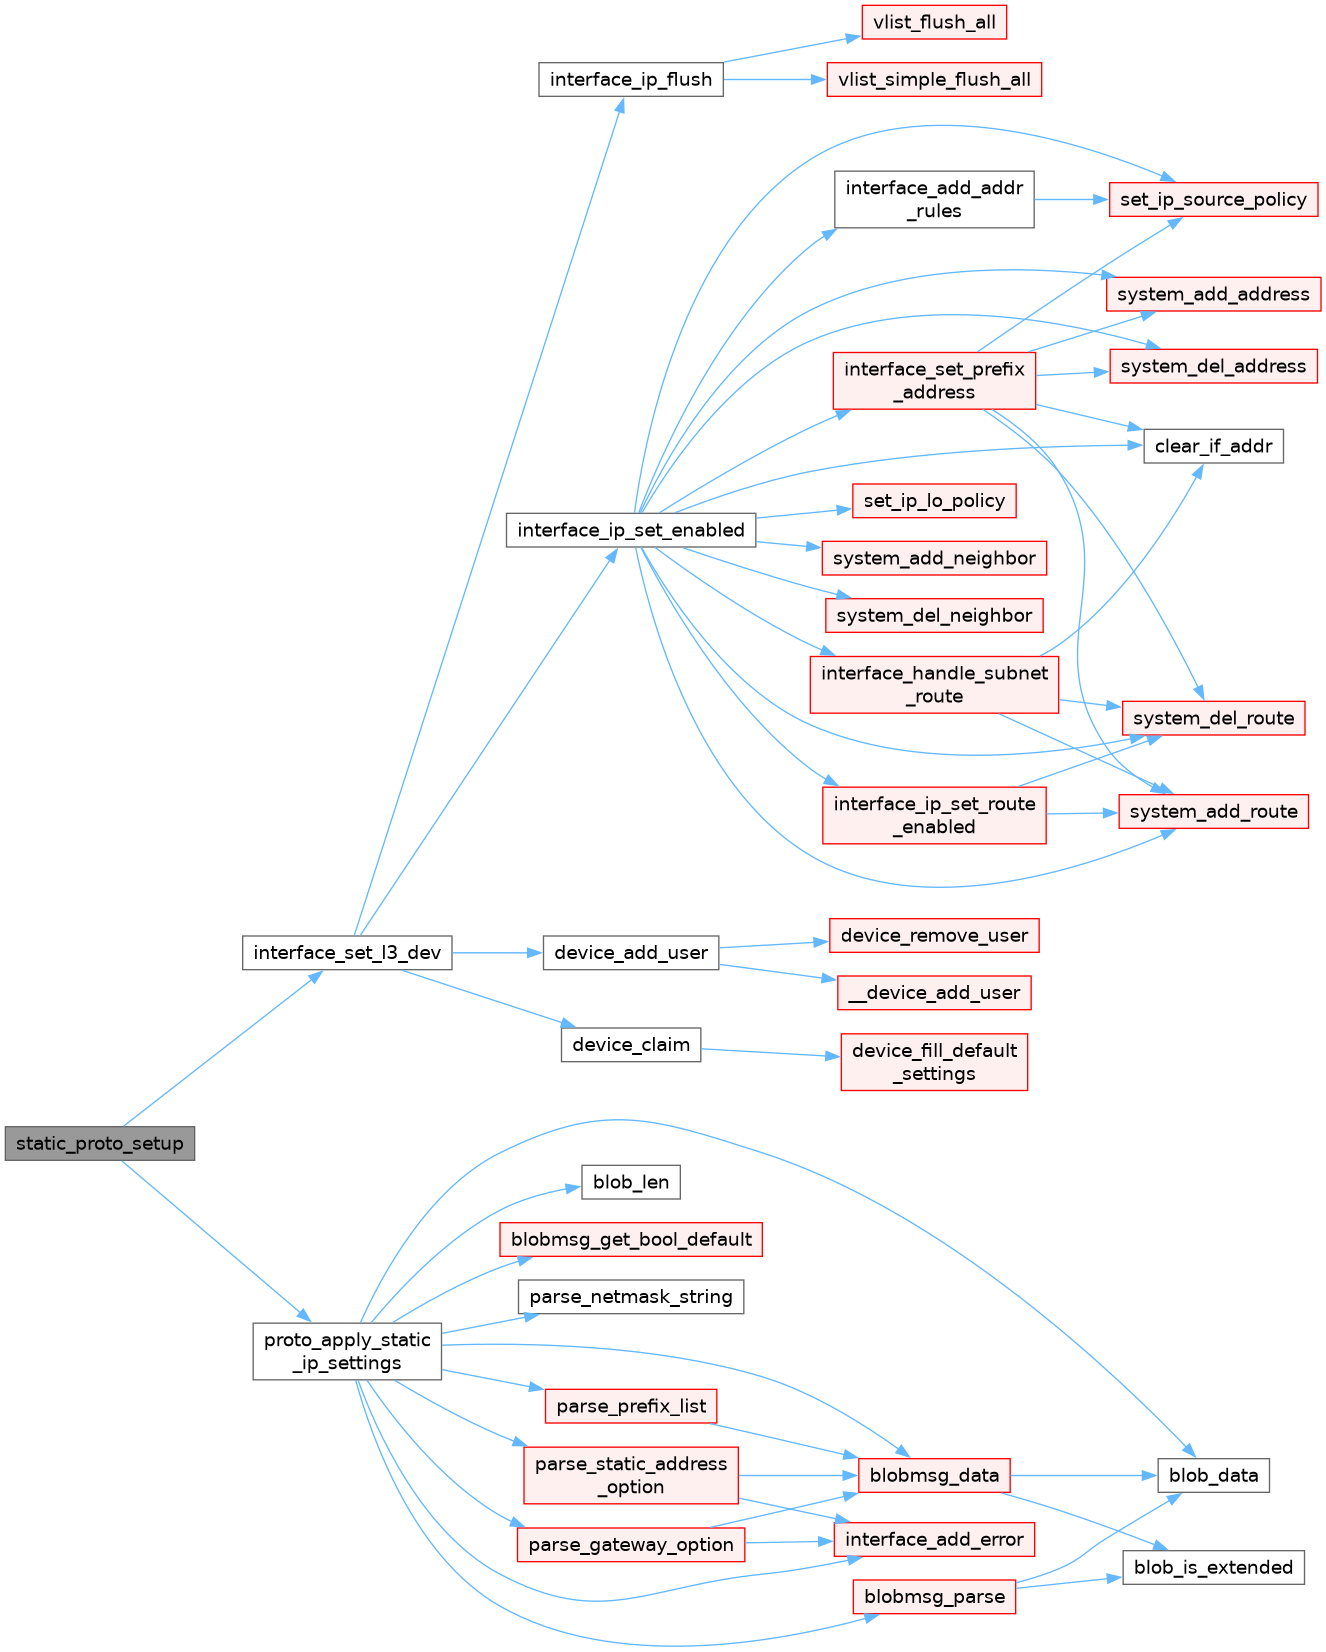 vlist_flush_all
interface_ip_flush
vlist_simple_flush_all
interface_add_addr
_rules
set_ip_source_policy
system_add_address
system_del_address
interface_set_prefix
_address
clear_if_addr
set_ip_lo_policy
interface_ip_set_enabled
system_add_neighbor
system_del_neighbor
interface_handle_subnet
_route
system_del_route
interface_ip_set_route
_enabled
system_add_route
device_remove_user
interface_set_l3_dev
device_add_user
__device_add_user
device_claim
device_fill_default
_settings
static_proto_setup
blob_len
blobmsg_get_bool_default
parse_netmask_string
proto_apply_static
_ip_settings
parse_prefix_list
parse_static_address
_option
blobmsg_data
blob_data
parse_gateway_option
interface_add_error
blob_is_extended
blobmsg_parse